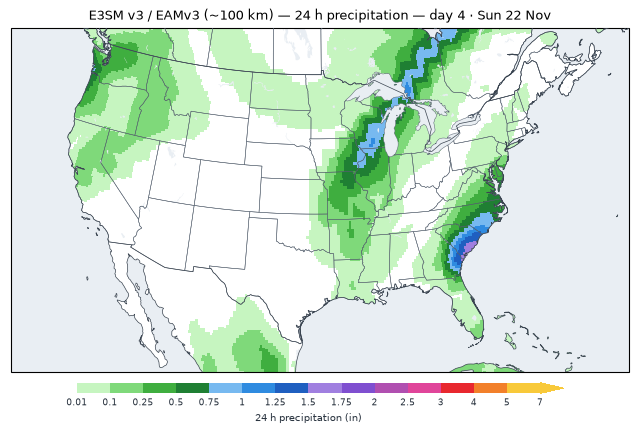 E3SM v3 / EAMv3 (~100 km) — 24 h precipitation — day 4 · Sun 22 Nov
0.01 0.1 0.25 0.5 0.75 1 1.25 1.5 1.75 2 2.5 3 4 5 7
24 h precipitation (in)